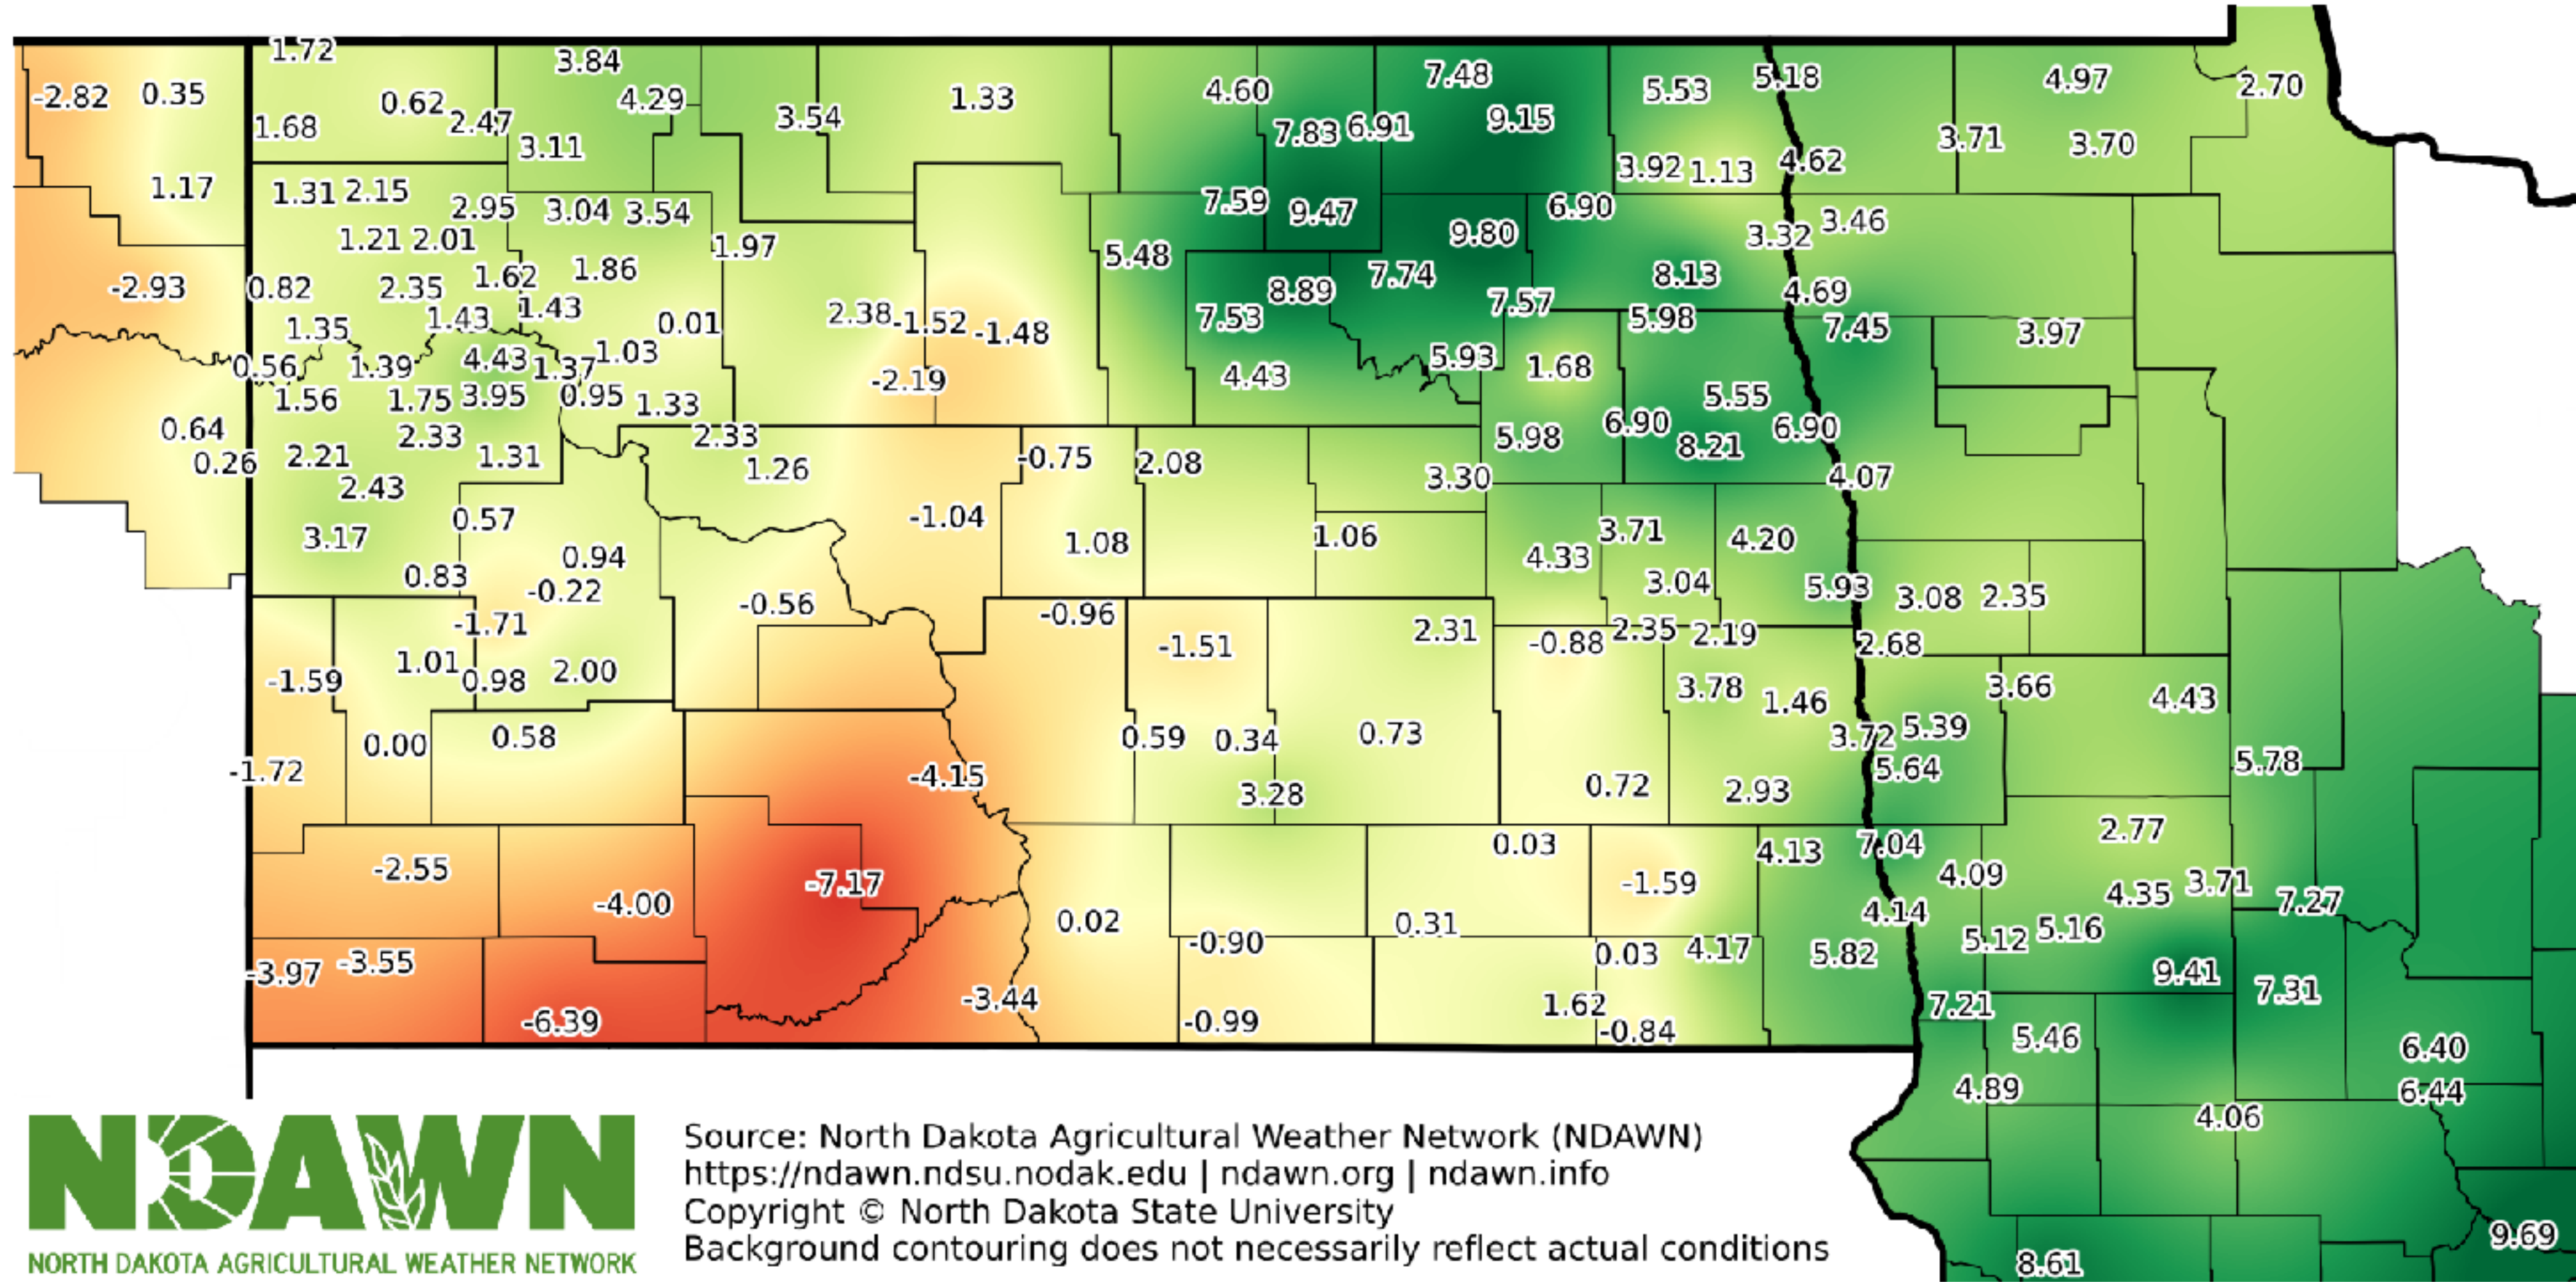 1.72
3.84
-2.82 0.35 0.62 4.29 1.33 4.60 7.48 5.53 5.18 4.97 2.70
1.68 2.47 3.54 7.83 6.91 9.15
3.11 3.71 3.70
3.92 1.13 4.62
1.17 1.31 2.15 2.95 3.04 3.54 7.59 9.47 6.90
1.21 2.01 1.97 9.80 3.32 3.46
5.48
-2.93 0.82 2.35 1.62 1.86 8.89 7.74 8.13 4.69
1.35 1.43 1.43 0.01 2.38 -1.52 -1.48 7.53 7.57 5.98 7.45 3.97
0.56 1.39 4.43 1.37 1.03 5.93 1.68
1.56 1.75 3.95 0.95 1.33 -2.19 4.43 5.55
0.64 2.33 2.33 5.98 6.90 8.21 6.90
0.26 2.21 1.31 1.26 -0.75 2.08 3.30 4.07
2.43
3.17 0.57 -1.04 1.08 1.06 3.71 4.20
0.94 4.33
0.83 -0.22 -0.56 -0.96 3.04 5.93 3.08 2.35
-1.71 -1.51 2.31 -0.88 2.35 2.19 2.68
-1.59 1.01 0.98 2.00 3.78 1.46 3.66 4.43
0.00 0.58 0.59 0.34 0.73 3.72 5.39
-1.72 -4.15 5.64 5.78
3.28 0.72 2.93
2.77
-2.55 0.03 4.13 7.04
-7.17 -1.59 4.09 4.35 3.71
-4.00 0.02 0.31 4.14 7.27
-0.90 5.12 5.16
-3.97 -3.55 0.03 4.17 5.82 9.41
-3.44 1.62 7.21 7.31
-6.39 -0.99 -0.84 5.46
6.40
4.89 6.44
4.06
9.69
8.61
NDAWN
NORTH DAKOTA AGRICULTURAL WEATHER NETWORK
Source: North Dakota Agricultural Weather Network (NDAWN)
https://ndawn.ndsu.nodak.edu | ndawn.org | ndawn.info
Copyright © North Dakota State University
Background contouring does not necessarily reflect actual conditions